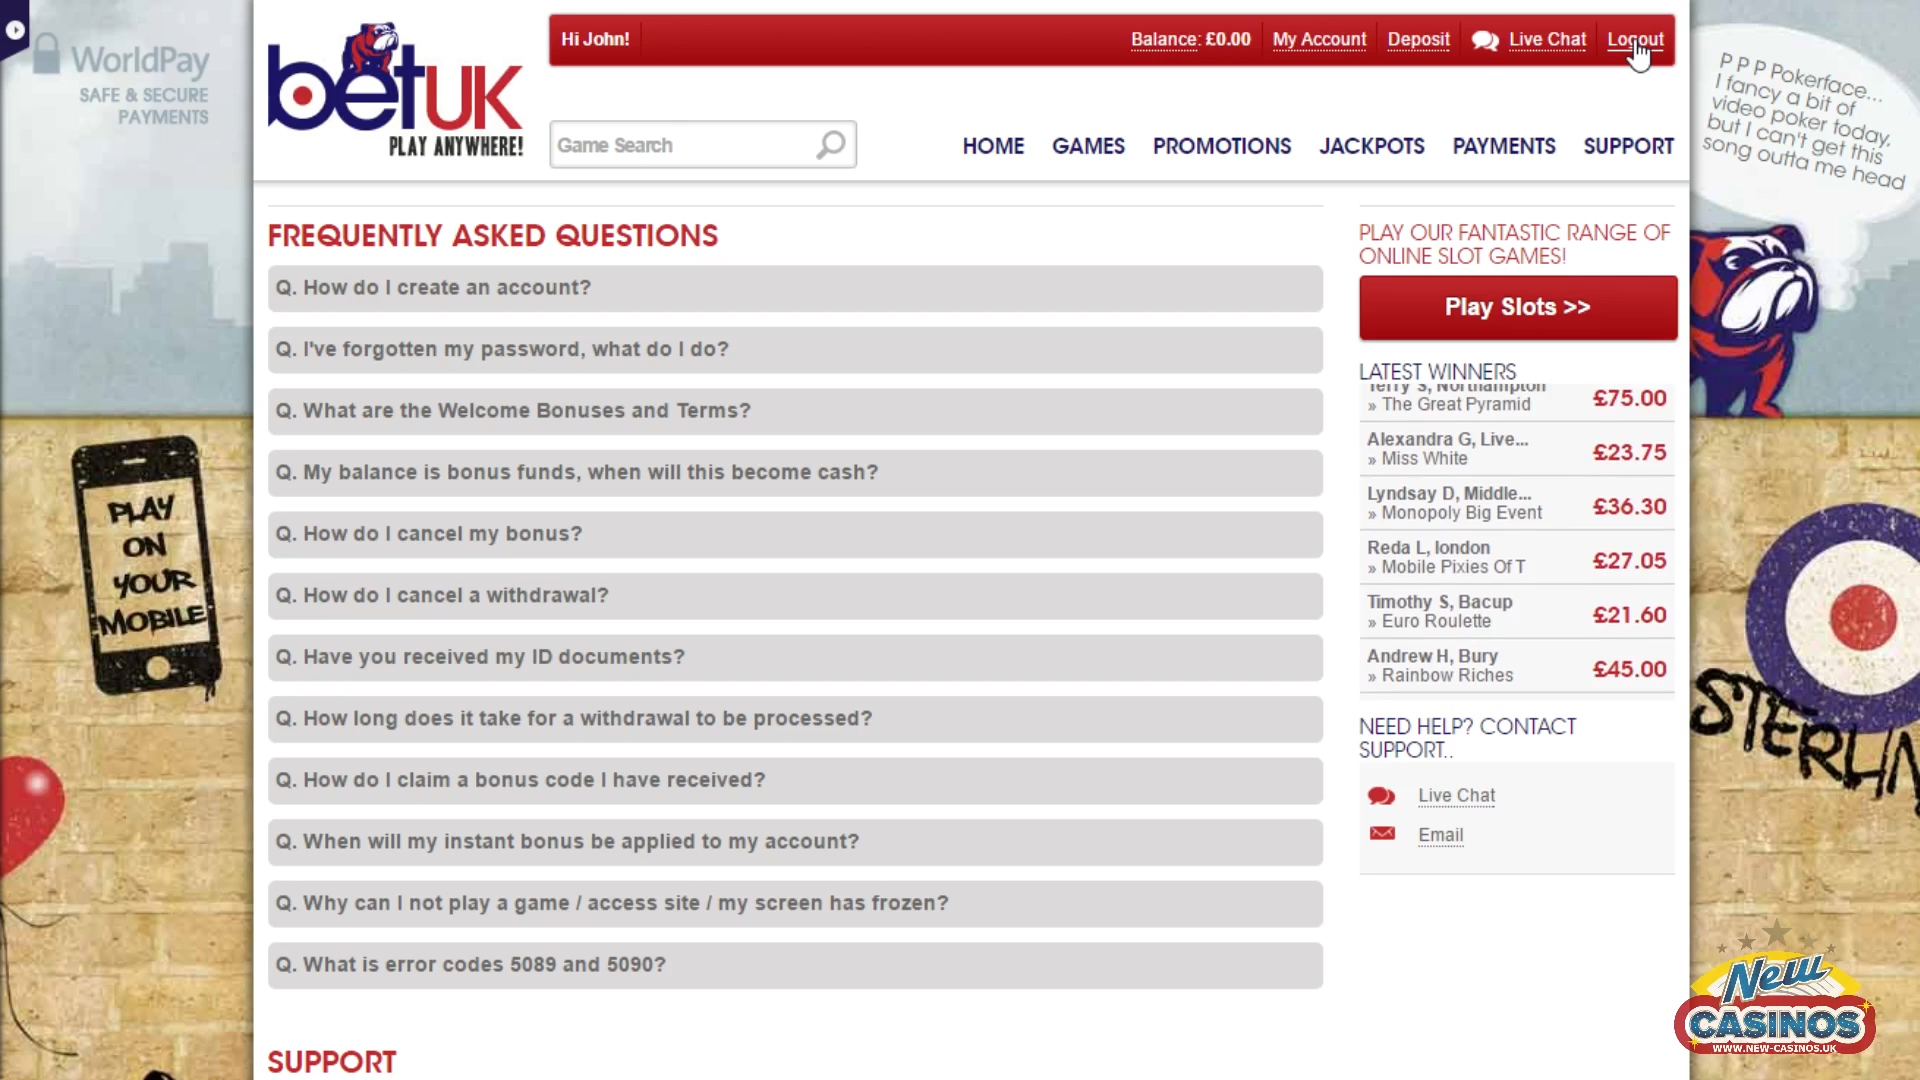 WorldPay
SAFE & SECURE
PAYMENTS
betUK
PLAY ANYWHERE!
Hi John!
Balance: £0.00
My Account
Deposit
Live Chat
Logout
Game Search
HOME
GAMES
PROMOTIONS
JACKPOTS
PAYMENTS
SUPPORT
P P P Pokerface...
I fancy a bit of
video poker today,
but I can't get this
song outta me head
FREQUENTLY ASKED QUESTIONS
Q. How do I create an account?
Q. I've forgotten my password, what do I do?
Q. What are the Welcome Bonuses and Terms?
Q. My balance is bonus funds, when will this become cash?
Q. How do I cancel my bonus?
Q. How do I cancel a withdrawal?
Q. Have you received my ID documents?
Q. How long does it take for a withdrawal to be processed?
Q. How do I claim a bonus code I have received?
Q. When will my instant bonus be applied to my account?
Q. Why can I not play a game / access site / my screen has frozen?
Q. What is error codes 5089 and 5090?
SUPPORT
PLAY OUR FANTASTIC RANGE OF
ONLINE SLOT GAMES!
Play Slots >>
LATEST WINNERS
Terry S, Northampton
» The Great Pyramid
£75.00
Alexandra G, Live...
» Miss White
£23.75
Lyndsay D, Middle...
» Monopoly Big Event
£36.30
Reda L, london
» Mobile Pixies Of T
£27.05
Timothy S, Bacup
» Euro Roulette
£21.60
Andrew H, Bury
» Rainbow Riches
£45.00
NEED HELP? CONTACT
SUPPORT..
Live Chat
Email
PLAY
ON
YOUR
MOBILE
STERLIN
New
CASINOS
WWW.NEW-CASINOS.UK